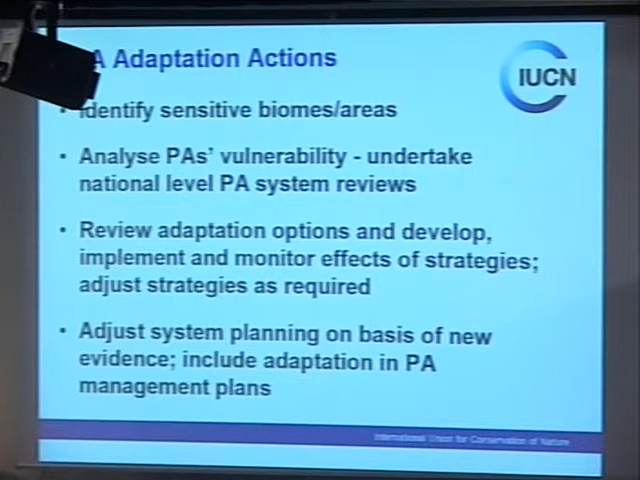 A Adaptation Actions
IUCN
• Identify sensitive biomes/areas
• Analyse PAs' vulnerability - undertake
national level PA system reviews
• Review adaptation options and develop,
implement and monitor effects of strategies;
adjust strategies as required
• Adjust system planning on basis of new
evidence; include adaptation in PA
management plans
International Union for Conservation of Nature